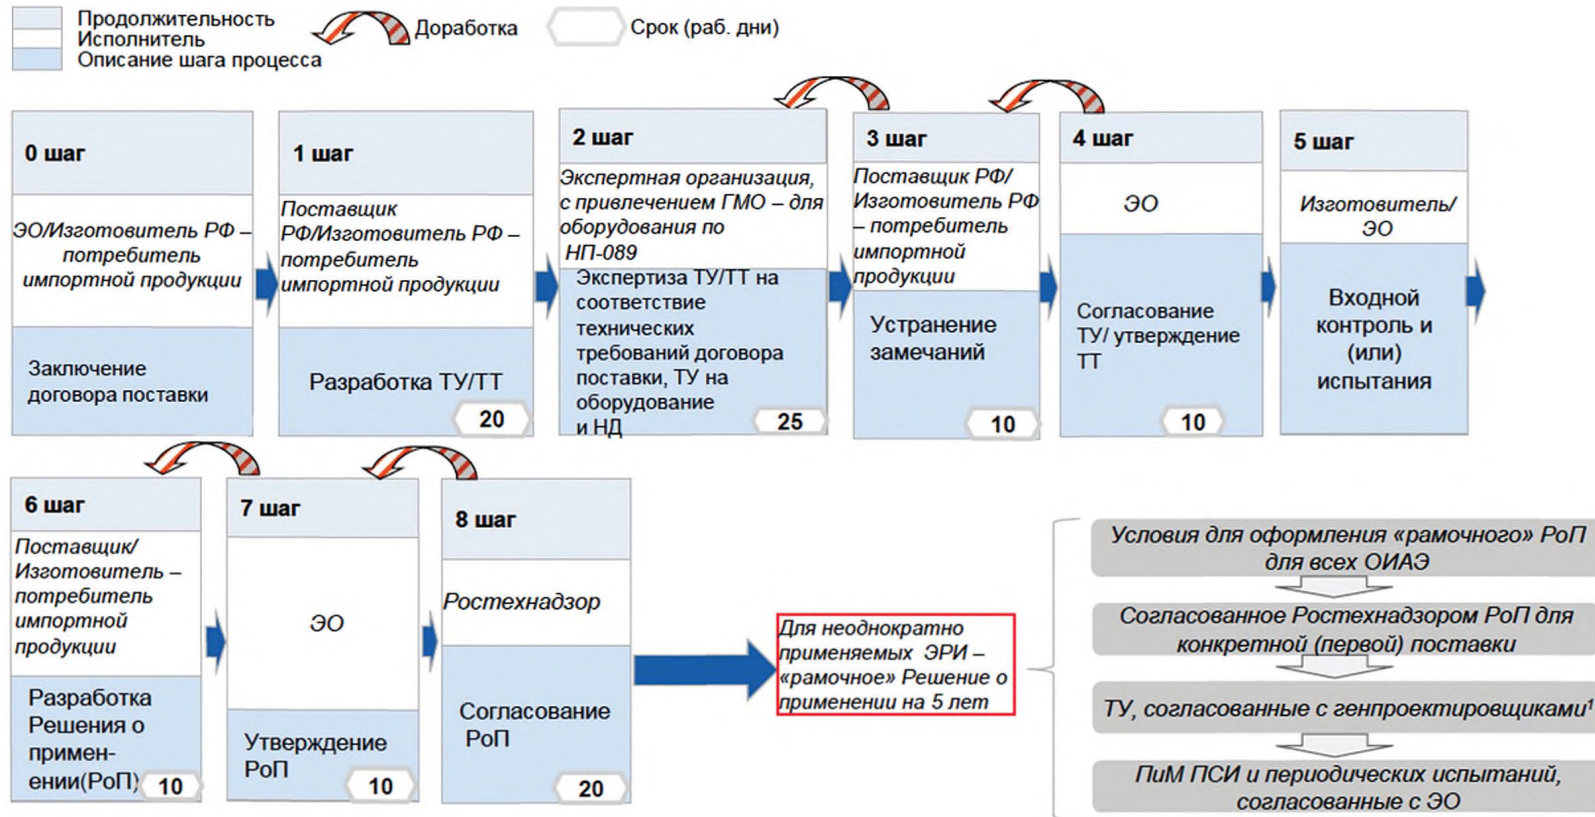 Продолжительность
Исполнитель
Описание шага процесса
Доработка
Срок (раб. дни)
0 шаг
ЭО/Изготовитель РФ –
потребитель
импортной продукции
Заключение
договора поставки
1 шаг
Поставщик
РФ/Изготовитель РФ –
потребитель
импортной продукции
Разработка ТУ/ТТ
20
2 шаг
Экспертная организация,
с привлечением ГМО – для
оборудования по
НП-089
Экспертиза ТУ/ТТ на
соответствие
технических
требований договора
поставки, ТУ на
оборудование
и НД
25
3 шаг
Поставщик РФ/
Изготовитель РФ
– потребитель
импортной
продукции
Устранение
замечаний
10
4 шаг
ЭО
Согласование
ТУ/ утверждение
ТТ
10
5 шаг
Изготовитель/
ЭО
Входной
контроль и
(или)
испытания
6 шаг
Поставщик/
Изготовитель –
потребитель
импортной
продукции
Разработка
Решения о
примен-
ении(РоП)
10
7 шаг
ЭО
Утверждение
РоП
10
8 шаг
Ростехнадзор
Согласование
РоП
20
Для неоднократно
применяемых ЭРИ –
«рамочное» Решение о
применении на 5 лет
Условия для оформления «рамочного» РоП
для всех ОИАЭ
Согласованное Ростехнадзором РоП для
конкретной (первой) поставки
ТУ, согласованные с генпроектировщиками¹
ПиМ ПСИ и периодических испытаний,
согласованные с ЭО